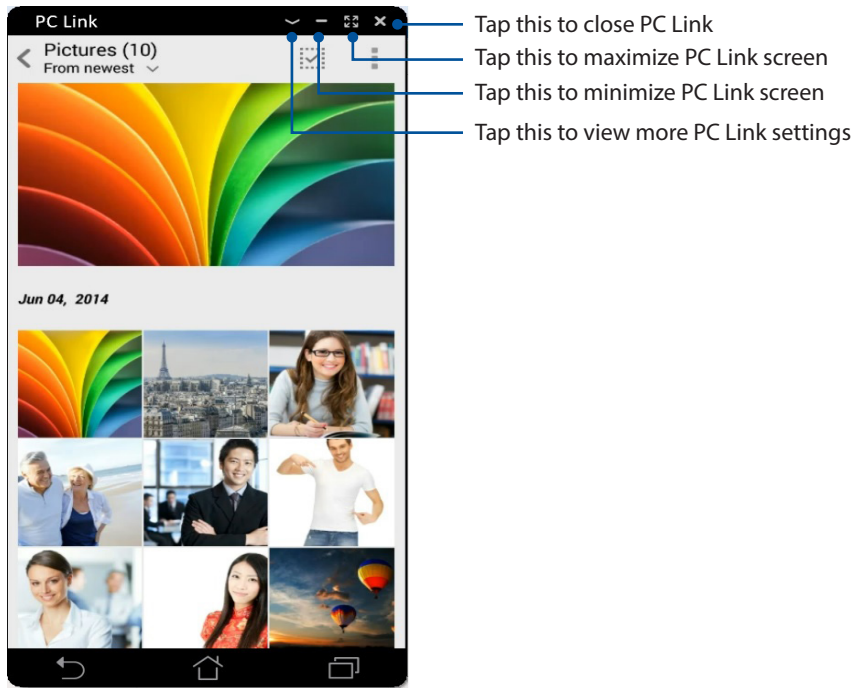 PC Link
Tap this to close PC Link
Pictures (10)
From newest
Tap this to maximize PC Link screen
Tap this to minimize PC Link screen
Tap this to view more PC Link settings
Jun 04, 2014